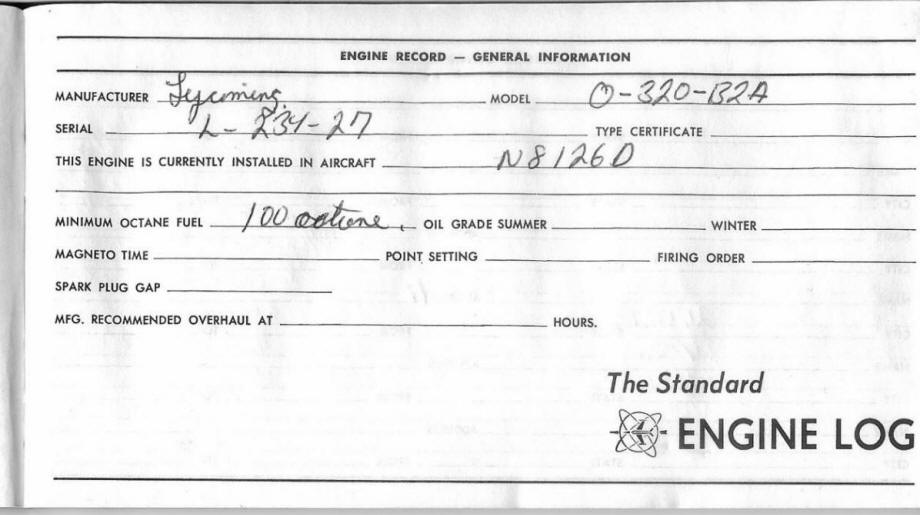 ENGINE RECORD — GENERAL INFORMATION
MANUFACTURER Lycoming. MODEL O-320-B2A
SERIAL L-234-27 TYPE CERTIFICATE
THIS ENGINE IS CURRENTLY INSTALLED IN AIRCRAFT N8126D
MINIMUM OCTANE FUEL 100 octane. OIL GRADE SUMMER WINTER
MAGNETO TIME POINT SETTING FIRING ORDER
SPARK PLUG GAP
MFG. RECOMMENDED OVERHAUL AT HOURS.
The Standard
ENGINE LOG